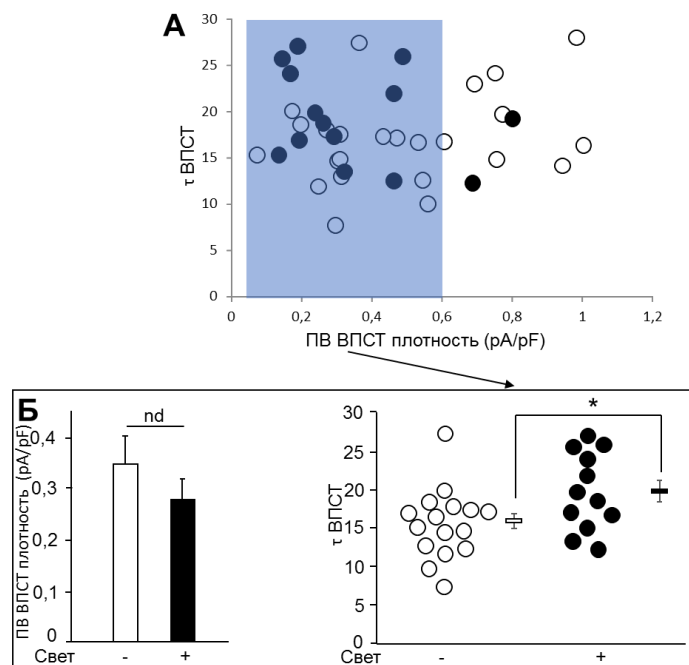 А
τ ВПСТ
30
25
20
15
10
5
0
0 0,2 0,4 0,6 0,8 1 1,2
ПВ ВПСТ плотность (pA/pF)
Б
ПВ ВПСТ плотность (pA/pF)
nd
0,4
0,3
0,2
0,1
0
Свет - +
τ ВПСТ
*
30
25
20
15
10
5
0
Свет - +